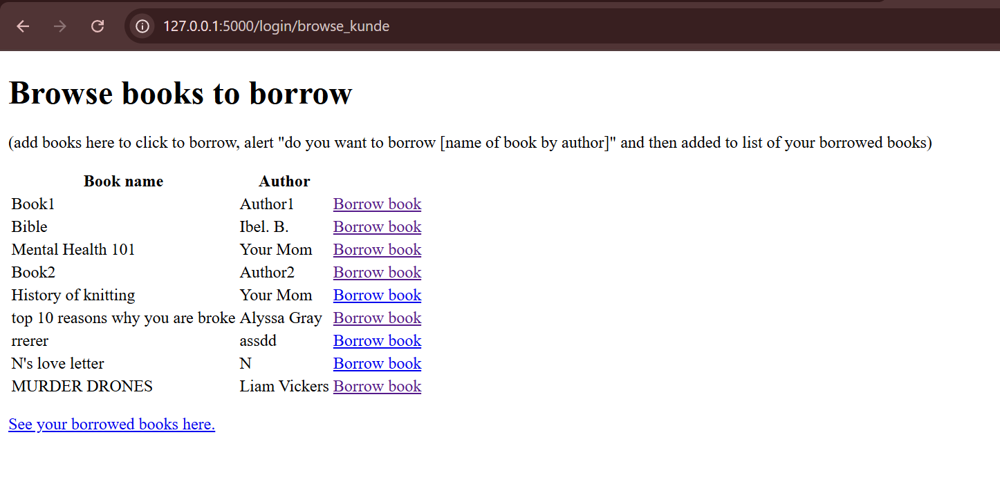 127.0.0.1:5000/login/browse_kunde
Browse books to borrow
(add books here to click to borrow, alert "do you want to borrow [name of book by author]" and then added to list of your borrowed books)
Book name Author
Book1 Author1 Borrow book
Bible Ibel. B. Borrow book
Mental Health 101 Your Mom Borrow book
Book2 Author2 Borrow book
History of knitting Your Mom Borrow book
top 10 reasons why you are broke Alyssa Gray Borrow book
rrerer assdd Borrow book
N's love letter N Borrow book
MURDER DRONES Liam Vickers Borrow book
See your borrowed books here.